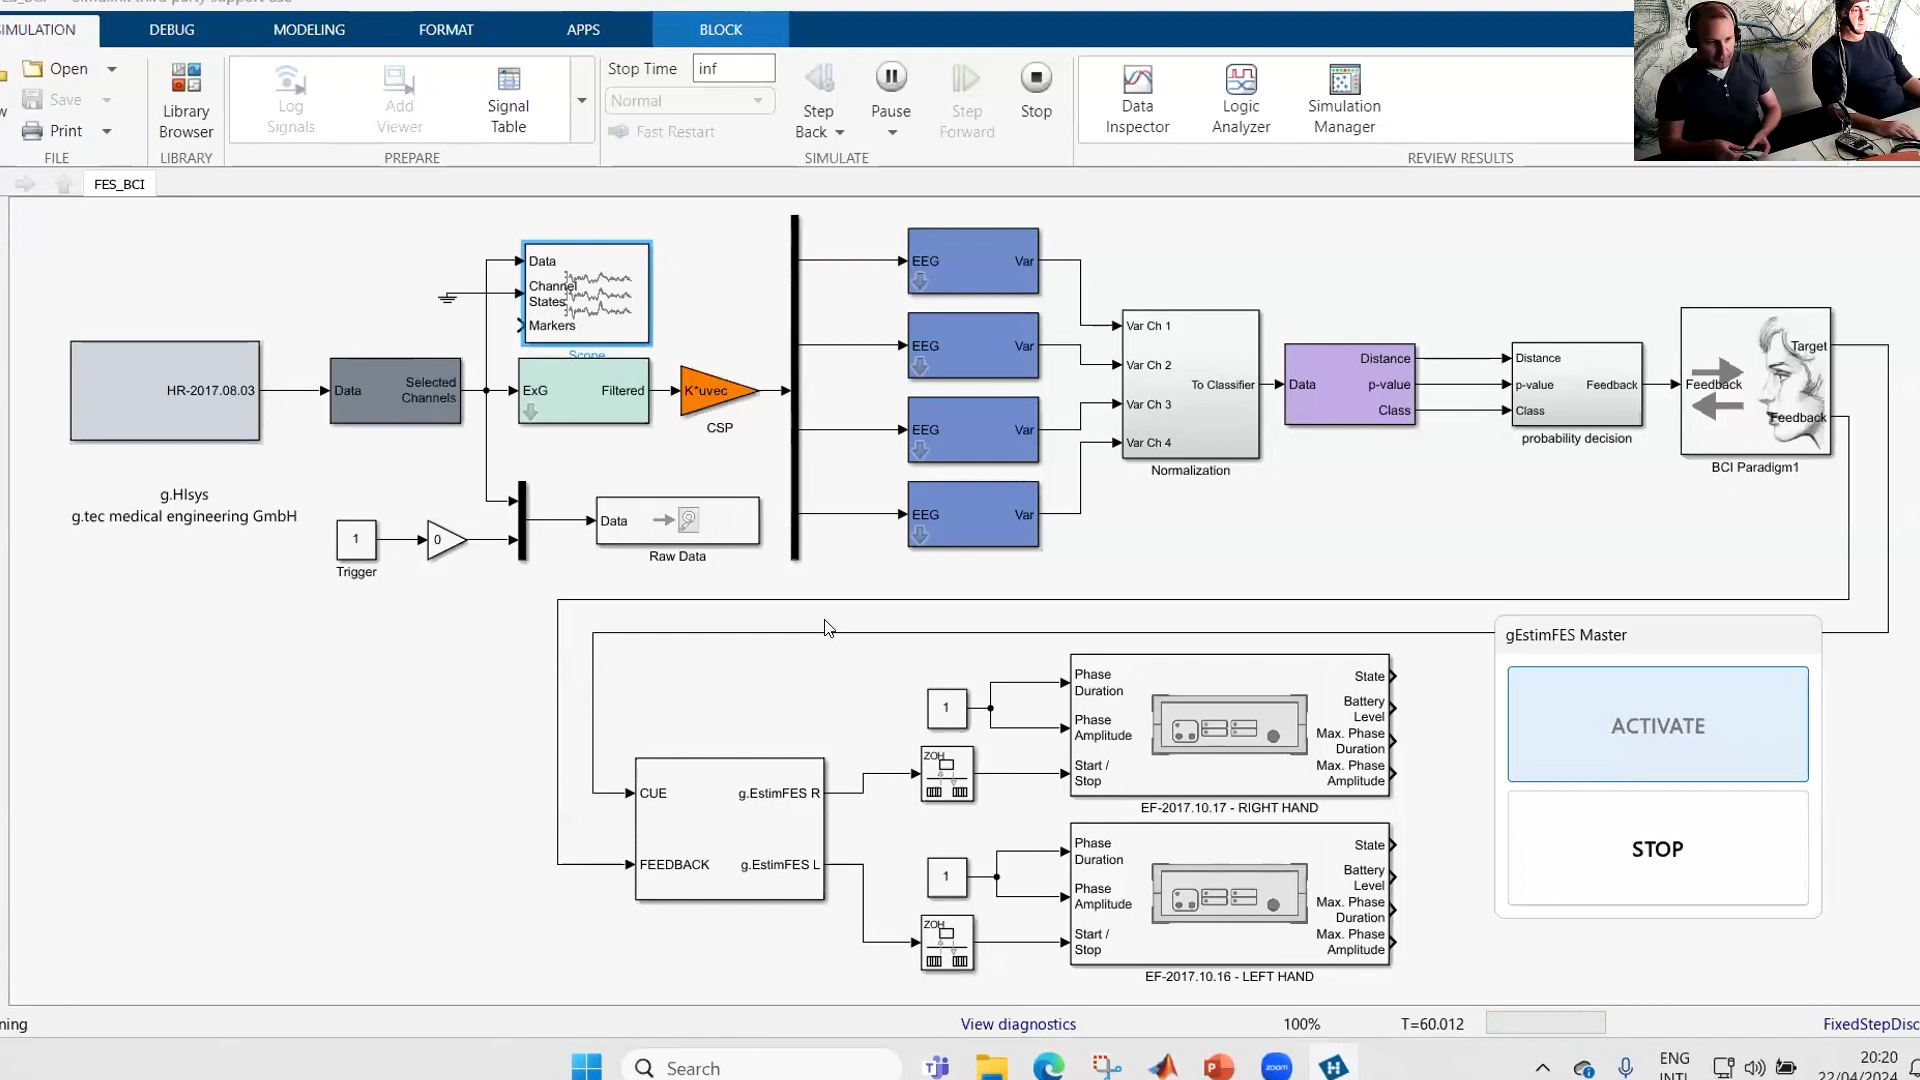 FES_BCI
SIMULATION
DEBUG
MODELING
FORMAT
APPS
BLOCK
Open
Save
Print
FILE
Library
Browser
LIBRARY
Log
Signals
Add
Viewer
Signal
Table
PREPARE
Stop Time
inf
Normal
Fast Restart
Step
Back
Pause
Step
Forward
Stop
SIMULATE
Data
Inspector
Logic
Analyzer
Simulation
Manager
REVIEW RESULTS
FES_BCI
Data
Channel
States
Markers
Scope
HR-2017.08.03
Data
Selected
Channels
ExG
Filtered
K*uvec
CSP
g.HIsys
g.tec medical engineering GmbH
1
Trigger
0
Data
Raw Data
EEG
Var
EEG
Var
EEG
Var
EEG
Var
Var Ch 1
Var Ch 2
Var Ch 3
Var Ch 4
To Classifier
Normalization
Data
Distance
p-value
Class
Distance
p-value
Class
Feedback
probability decision
Feedback
Target
Feedback
BCI Paradigm1
CUE
FEEDBACK
g.EstimFES R
g.EstimFES L
1
ZOH
Phase
Duration
Phase
Amplitude
Start /
Stop
State
Battery
Level
Max. Phase
Duration
Max. Phase
Amplitude
EF-2017.10.17 - RIGHT HAND
1
ZOH
Phase
Duration
Phase
Amplitude
Start /
Stop
State
Battery
Level
Max. Phase
Duration
Max. Phase
Amplitude
EF-2017.10.16 - LEFT HAND
gEstimFES Master
ACTIVATE
STOP
ning
View diagnostics
100%
T=60.012
FixedStepDisc
Search
zoom
ENG
INTL
20:20
22/04/2024